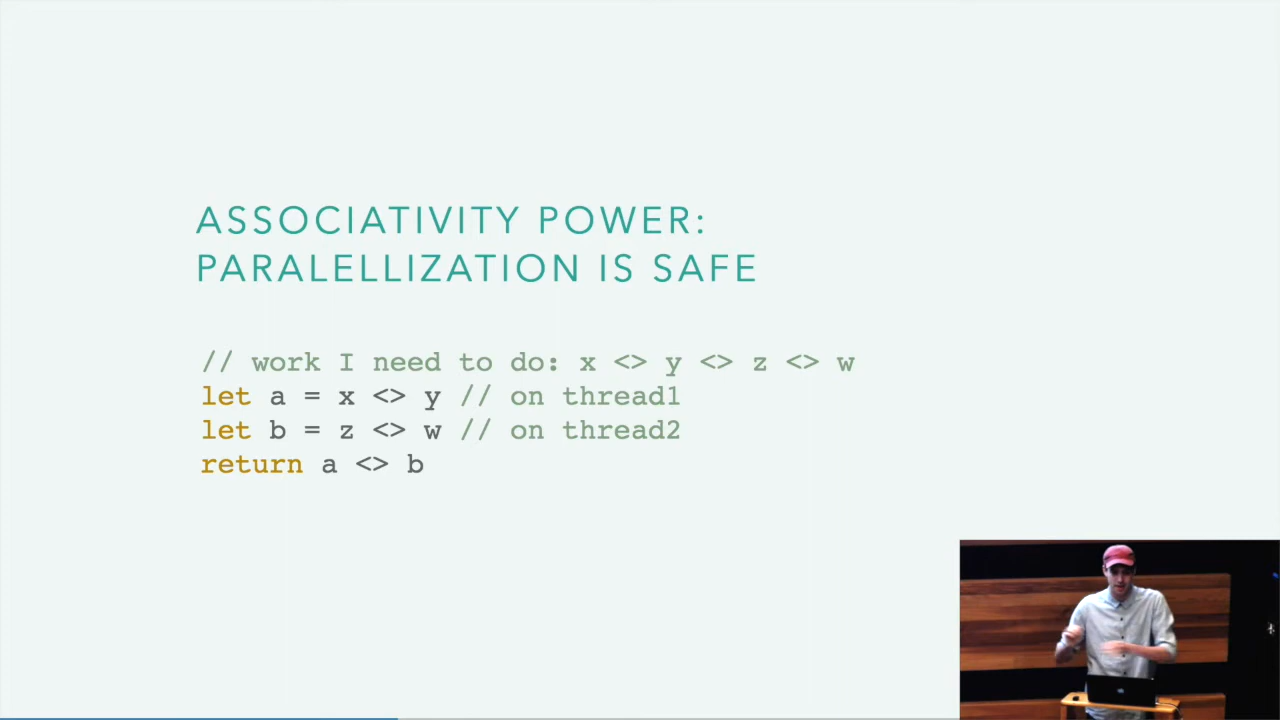 ASSOCIATIVITY POWER:
PARALELLIZATION IS SAFE
// work I need to do: x <> y <> z <> w
let a = x <> y // on thread1
let b = z <> w // on thread2
return a <> b